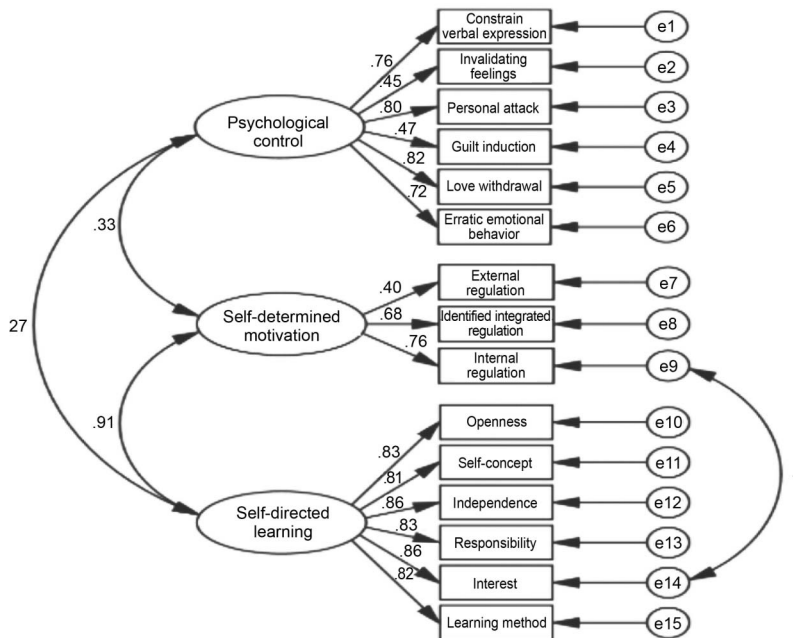 Constrain
verbal expression
e1
.76
Invalidating
feelings
e2
.45
Personal attack
e3
.80
Psychological
control
Guilt induction
e4
.47
Love withdrawal
e5
.82
Erratic emotional
behavior
e6
.72
.33
External
regulation
e7
.40
Self-determined
motivation
Identified integrated
regulation
e8
.68
27
Internal
regulation
e9
.76
.91
Openness
e10
.83
Self-concept
e11
.81
Independence
e12
.86
Self-directed
learning
Responsibility
e13
.83
Interest
e14
.86
Learning method
e15
.82